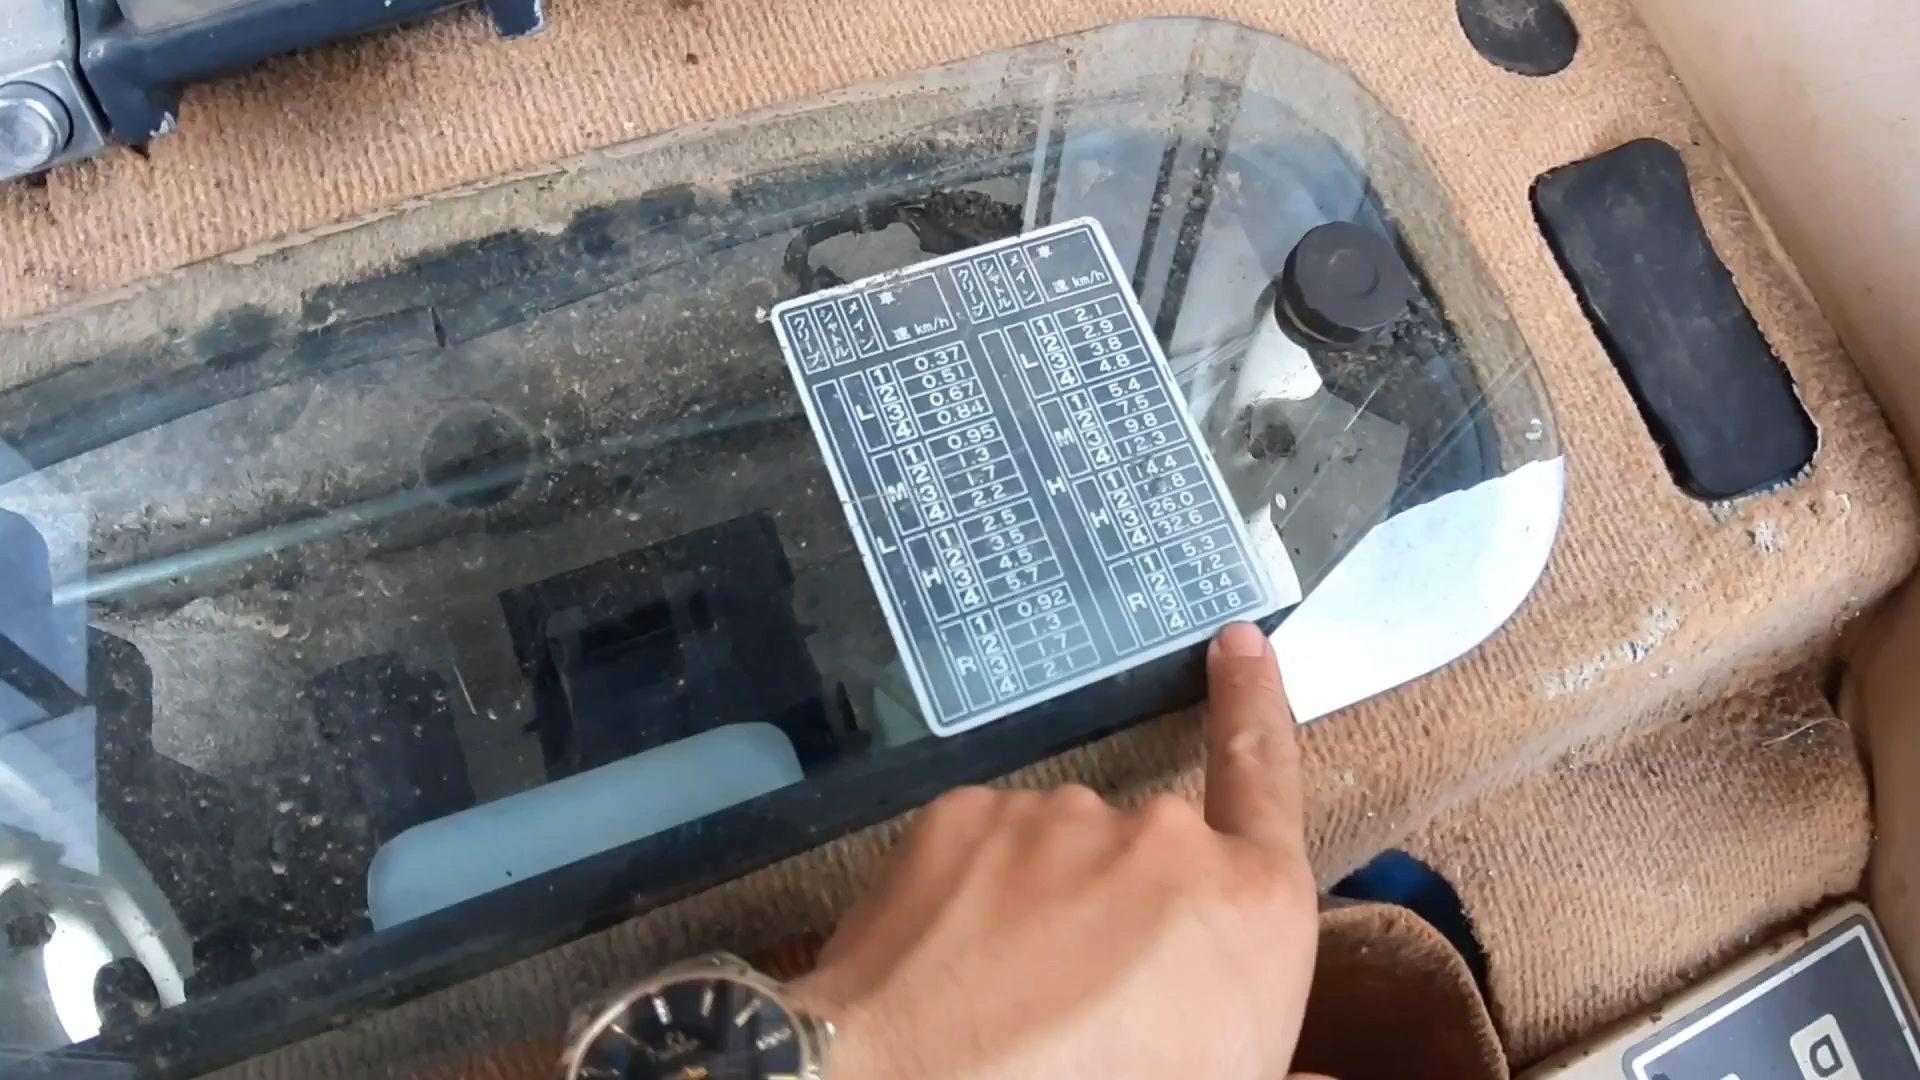 クリープ シャトル メイン 車速 km/h
L L 1 0.37
2 0.51
3 0.67
4 0.84
M 1 0.95
2 1.3
3 1.7
4 2.2
H 1 2.5
2 3.5
3 4.5
4 5.7
R 1 0.92
2 1.3
3 1.7
4 2.1
クリープ シャトル メイン 車速 km/h
H L 1 2.1
2 2.9
3 3.8
4 4.8
M 1 5.4
2 7.5
3 9.8
4 12.3
H 1 14.4
2
3 26.0
4 32.6
R 1 5.3
2 7.2
3 9.4
4 11.8
D